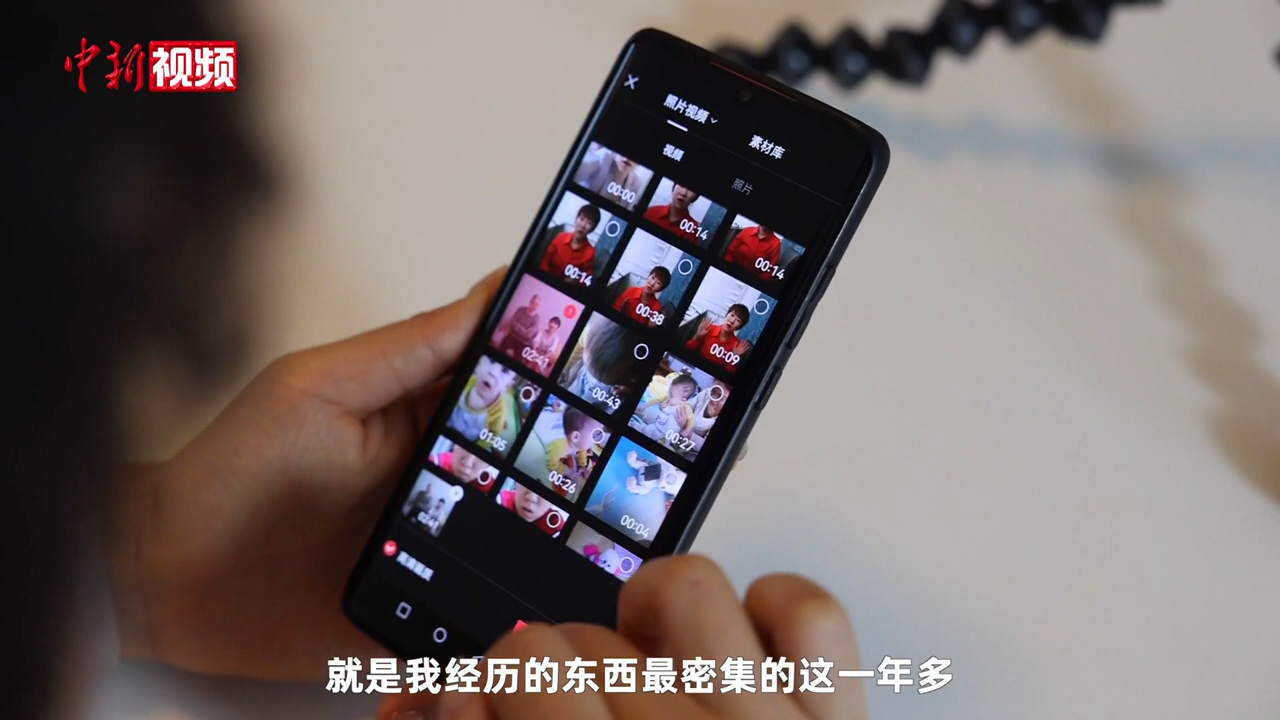 中新视频
照片视频
素材库
视频
照片
00:00
00:14
00:14
00:14
00:38
00:09
02:41
00:43
00:27
01:05
00:26
00:04
02:41
就是我经历的东西最密集的这一年多